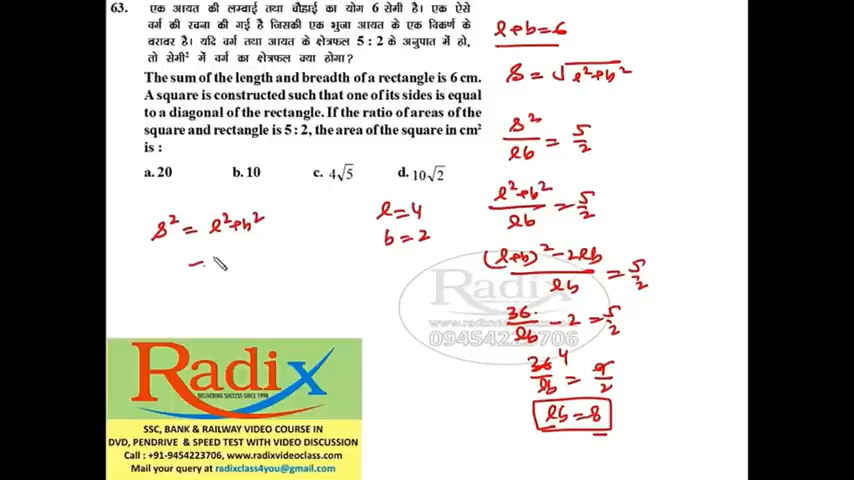 63. एक आयत की लम्बाई तथा चौड़ाई का योग 6 सेमी है। एक ऐसे
वर्ग की रचना की गई है जिसकी एक भुजा आयत के एक विकर्ण के
बराबर है। यदि वर्ग तथा आयत के क्षेत्रफल 5 : 2 के अनुपात में हो,
तो सेमी² में वर्ग का क्षेत्रफल क्या होगा?
The sum of the length and breadth of a rectangle is 6 cm.
A square is constructed such that one of its sides is equal
to a diagonal of the rectangle. If the ratio of areas of the
square and rectangle is 5 : 2, the area of the square in cm²
is :
a. 20 b. 10 c. 4√5 d. 10√2
s² = l²+b²
=
l = 4
b = 2
l+b = 6
s = √l²+b²
s²/lb = 5/2
l²+b²/lb = 5/2
(l+b)² - 2lb/lb = 5/2
36/lb - 2 = 5/2
36 4/lb = 9/2
lb = 8
Radix
www.radixvideoclass.com
09454223706
Radix
DELIVERING SUCCESS SINCE 1998
SSC, BANK & RAILWAY VIDEO COURSE IN
DVD, PENDRIVE & SPEED TEST WITH VIDEO DISCUSSION
Call : +91-9454223706, www.radixvideoclass.com
Mail your query at radixclass4you@gmail.com